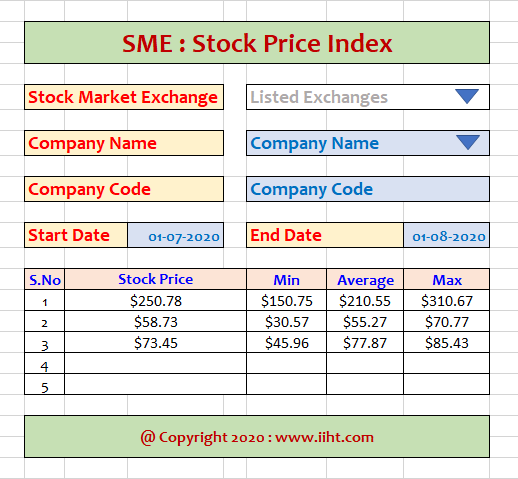 SME : Stock Price Index
Stock Market Exchange Listed Exchanges
Company Name Company Name
Company Code Company Code
Start Date 01-07-2020 End Date 01-08-2020
S.No Stock Price Min Average Max
1 $250.78 $150.75 $210.55 $310.67
2 $58.73 $30.57 $55.27 $70.77
3 $73.45 $45.96 $77.87 $85.43
4
5
@ Copyright 2020 : www.iiht.com